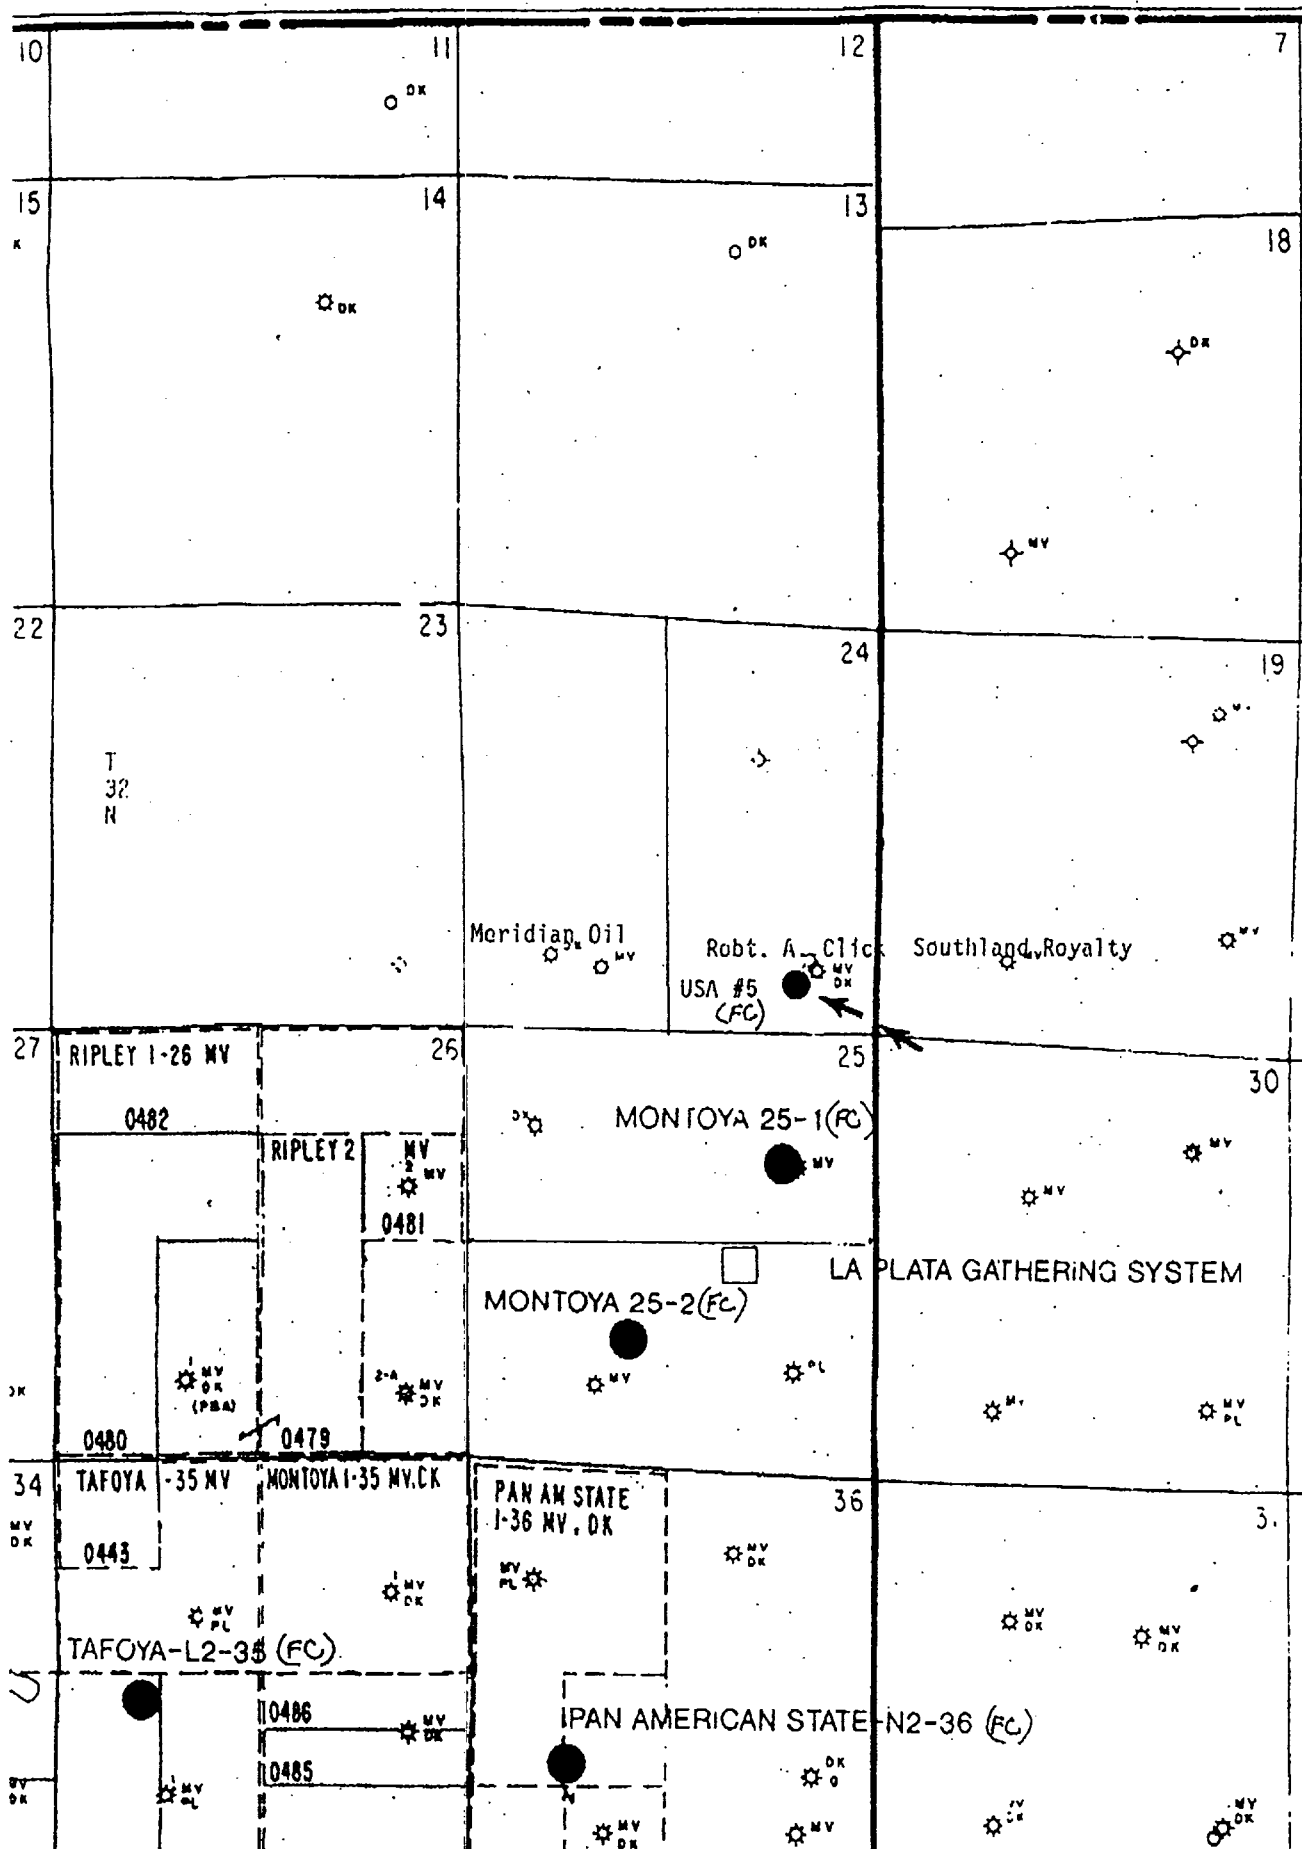 10
11
12
7
DK
15
14
13
18
K
DK
DK
DK
MV
22
23
24
19
T
32
N
Meridian Oil
MV
Robt. A. Click
Southland Royalty
MV
MV
DK
MV
USA #5
(FC)
27
RIPLEY 1-26 MV
26
25
30
0482
MONTOYA 25-1 (FC)
RIPLEY 2
MV
2
MV
MV
MV
MV
0481
LA PLATA GATHERING SYSTEM
MONTOYA 25-2 (FC)
1
MV
DK
(P&A)
2-A
MV
DK
MV
PL
MV
PL
0480
0479
34
TAFOYA 1-35 MV
MONTOYA 1-35 MV.CK
PAN AM STATE
1-36 MV, DK
36
MV
DK
0443
MV
DK
MV
PL
1
MV
DK
MV
PL
MV
DK
MV
DK
TAFOYA-L2-35 (FC)
0486
MV
DK
PAN AMERICAN STATE-N2-36 (FC)
0485
DK
1
MV
PL
MV
DK
MV
MV
DK